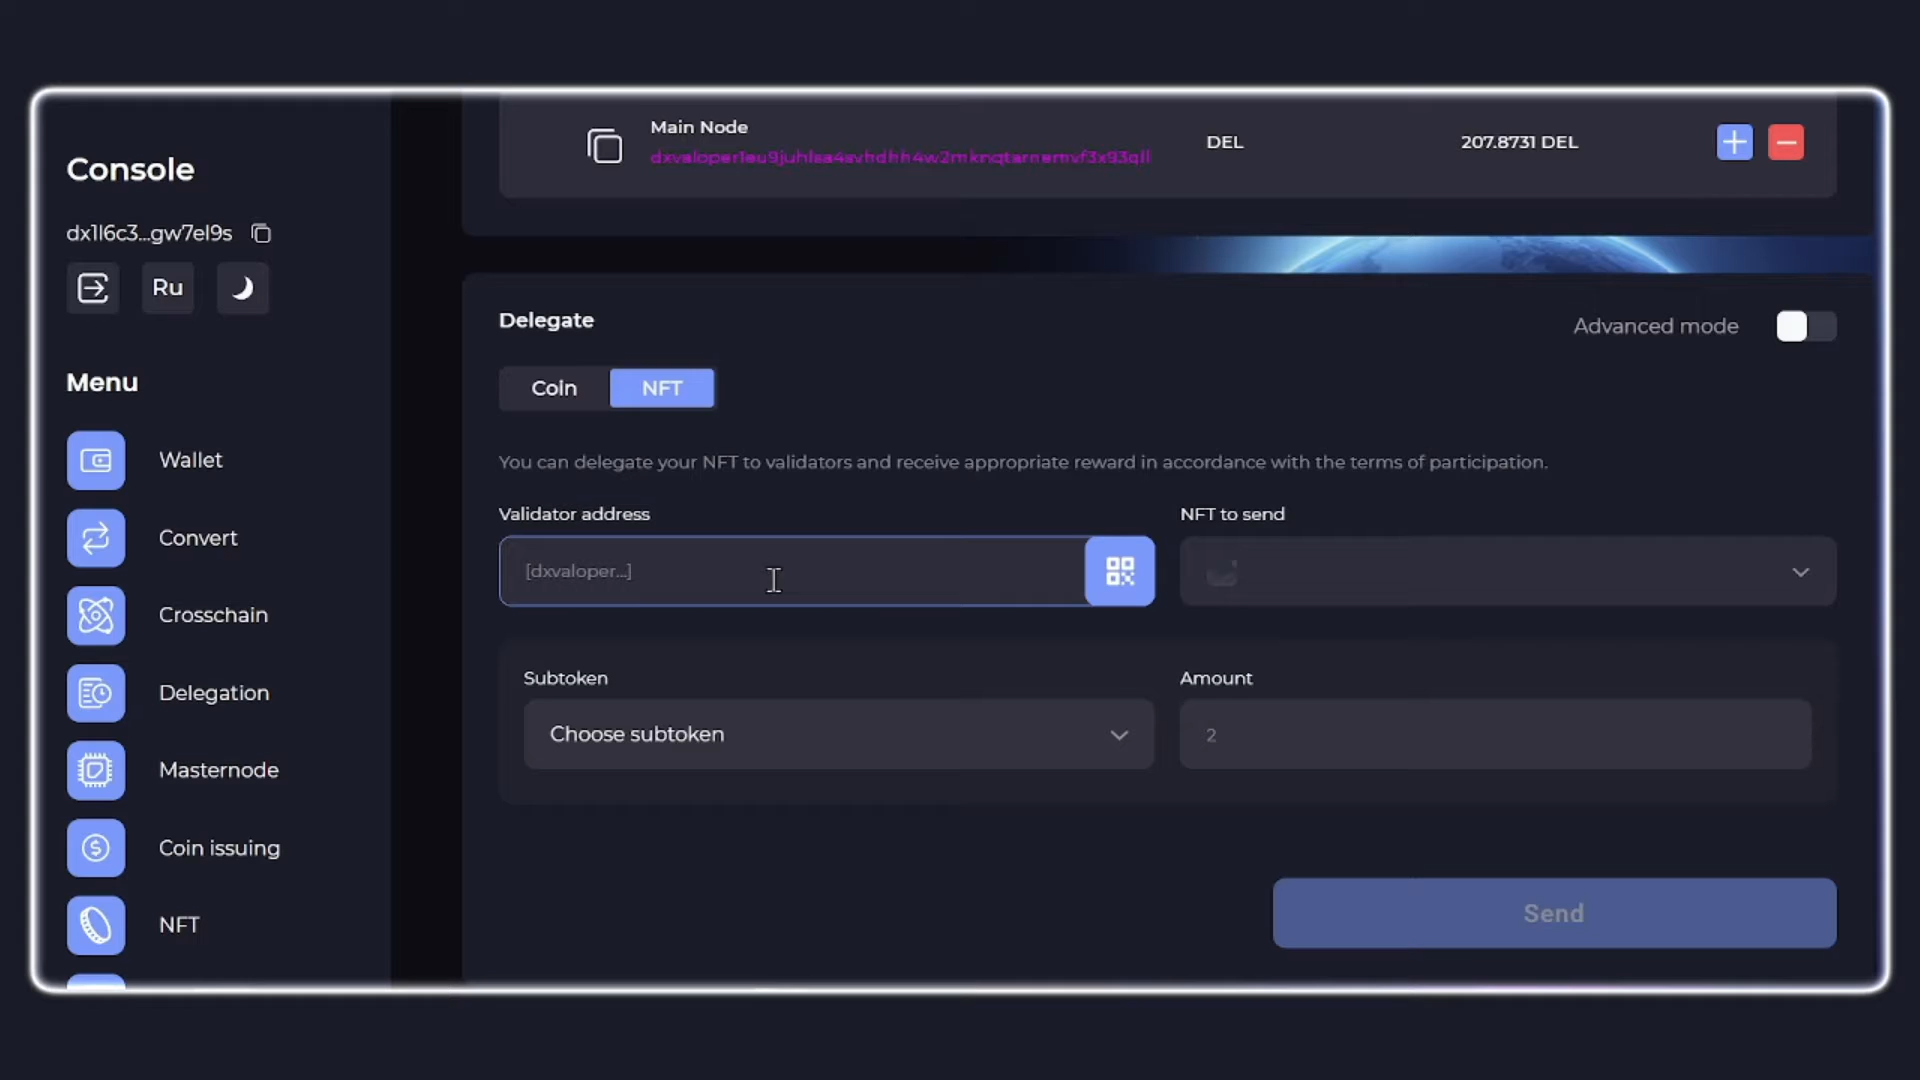 Main Node
DEL
207.8731 DEL
Console
dx1l6c3...gw7el9s
Ru
Delegate
Advanced mode
Menu
Coin
NFT
Wallet
You can delegate your NFT to validators and receive appropriate reward in accordance with the terms of participation.
Validator address
NFT to send
Convert
[dxvaloper...]
Crosschain
Subtoken
Amount
Delegation
Choose subtoken
2
Masternode
Coin issuing
Send
NFT